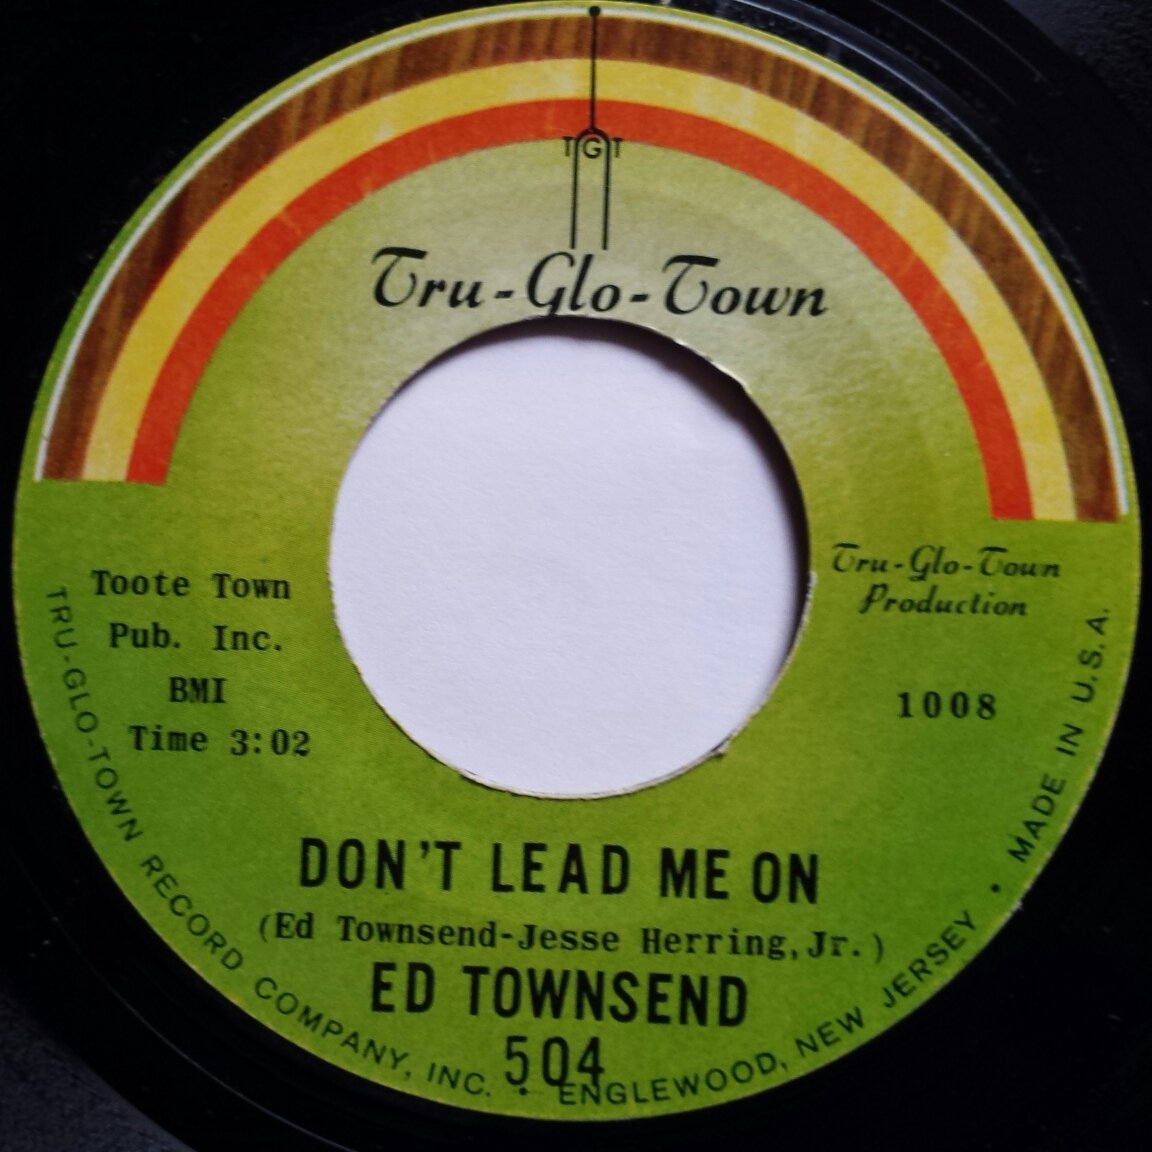 TGT
Tru-Glo-Town
Toote Town
Pub. Inc.
BMI
Time 3:02
Tru-Glo-Town
Production
1008
DON'T LEAD ME ON
(Ed Townsend-Jesse Herring,Jr.)
ED TOWNSEND
504
TRU-GLO-TOWN RECORD COMPANY, INC. • ENGLEWOOD, NEW JERSEY • MADE IN U.S.A.